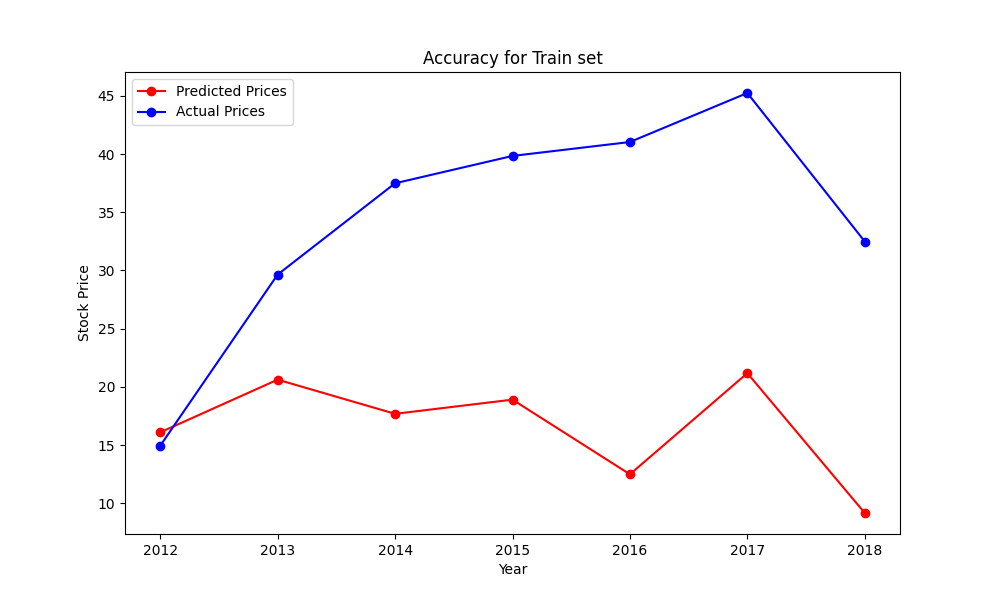 Accuracy for Train set
Predicted Prices
Actual Prices
Stock Price
45
40
35
30
25
20
15
10
2012 2013 2014 2015 2016 2017 2018
Year